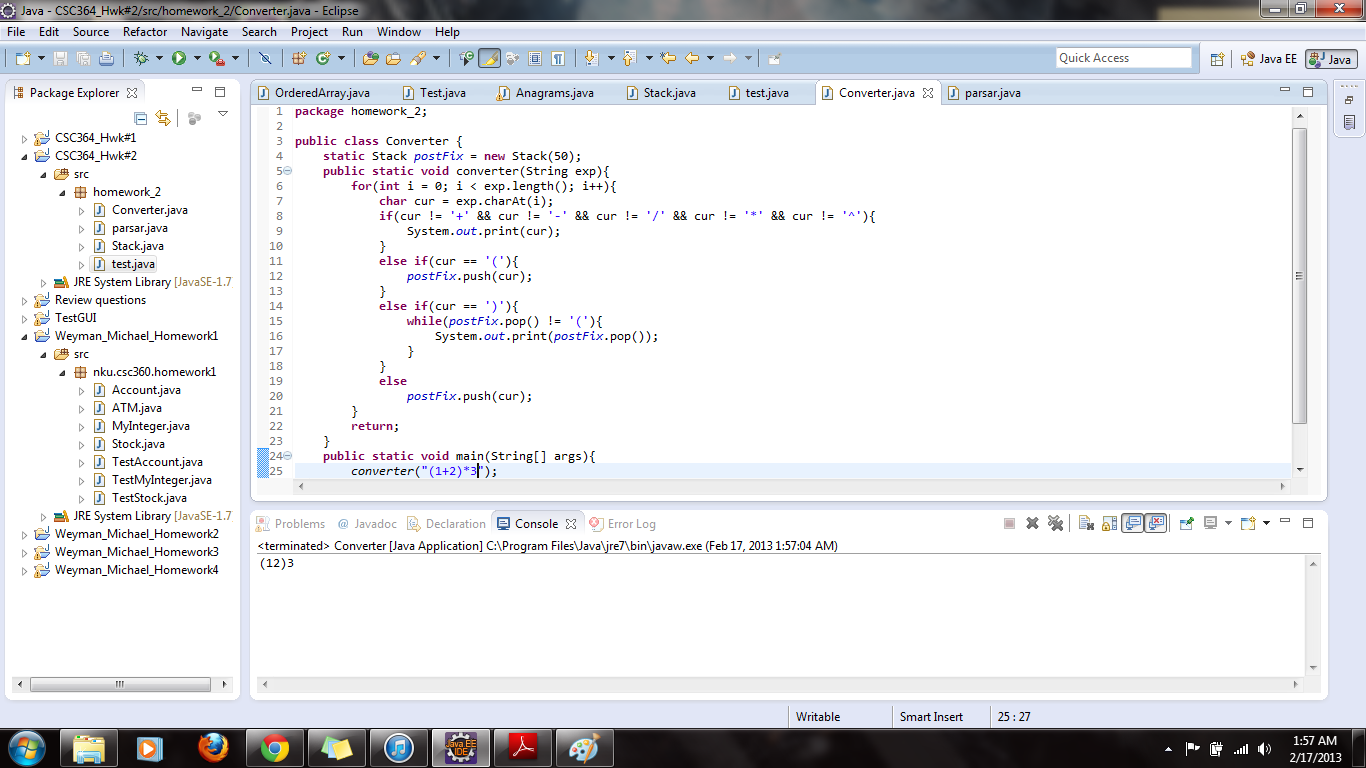 Java - CSC364_Hwk#2/src/homework_2/Converter.java - Eclipse
File Edit Source Refactor Navigate Search Project Run Window Help
Quick Access
Java EE
Java
Package Explorer
CSC364_Hwk#1
CSC364_Hwk#2
src
homework_2
Converter.java
parsar.java
Stack.java
test.java
JRE System Library [JavaSE-1.7
Review questions
TestGUI
Weyman_Michael_Homework1
src
nku.csc360.homework1
Account.java
ATM.java
MyInteger.java
Stock.java
TestAccount.java
TestMyInteger.java
TestStock.java
JRE System Library [JavaSE-1.7
Weyman_Michael_Homework2
Weyman_Michael_Homework3
Weyman_Michael_Homework4
OrderedArray.java Test.java Anagrams.java Stack.java test.java Converter.java parsar.java
1 package homework_2;
2
3 public class Converter {
4 static Stack postFix = new Stack(50);
5 public static void converter(String exp){
6 for(int i = 0; i < exp.length(); i++){
7 char cur = exp.charAt(i);
8 if(cur != '+' && cur != '-' && cur != '/' && cur != '*' && cur != '^'){
9 System.out.print(cur);
10 }
11 else if(cur == '('){
12 postFix.push(cur);
13 }
14 else if(cur == ')'){
15 while(postFix.pop() != '('){
16 System.out.print(postFix.pop());
17 }
18 }
19 else
20 postFix.push(cur);
21 }
22 return;
23 }
24 public static void main(String[] args){
25 converter("(1+2)*3");
Problems @ Javadoc Declaration Console Error Log
<terminated> Converter [Java Application] C:\Program Files\Java\jre7\bin\javaw.exe (Feb 17, 2013 1:57:04 AM)
(12)3
Writable Smart Insert 25 : 27
Java EE
IDE
1:57 AM
2/17/2013